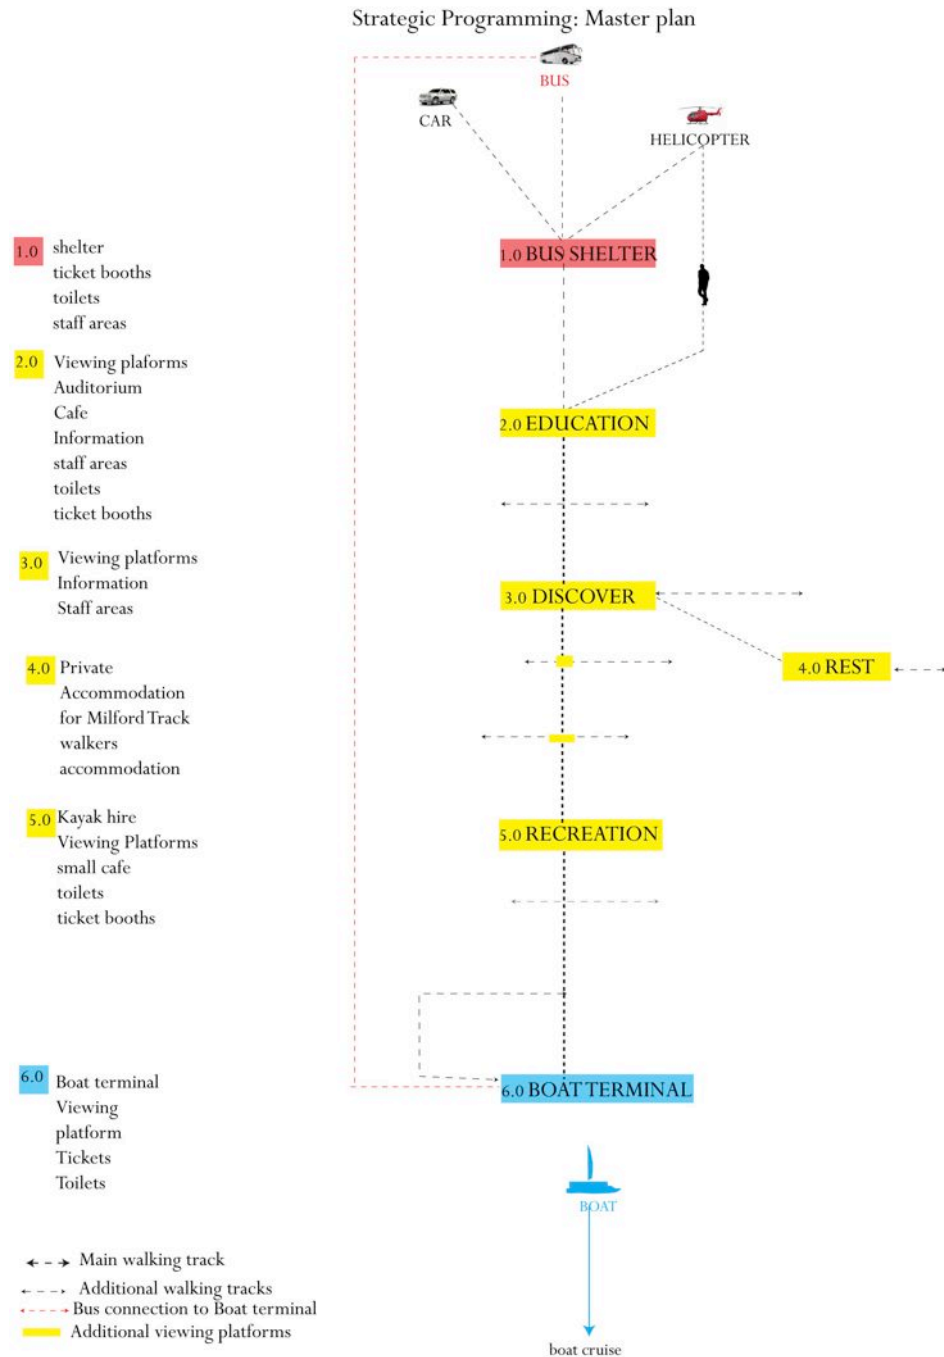 Strategic Programming: Master plan
BUS
CAR
HELICOPTER
1.0 BUS SHELTER
2.0 EDUCATION
3.0 DISCOVER
4.0 REST
5.0 RECREATION
6.0 BOAT TERMINAL
BOAT
boat cruise
1.0 shelter
ticket booths
toilets
staff areas
2.0 Viewing plaforms
Auditorium
Cafe
Information
staff areas
toilets
ticket booths
3.0 Viewing platforms
Information
Staff areas
4.0 Private
Accommodation
for Milford Track
walkers
accommodation
5.0 Kayak hire
Viewing Platforms
small cafe
toilets
ticket booths
6.0 Boat terminal
Viewing
platform
Tickets
Toilets
Main walking track
Additional walking tracks
Bus connection to Boat terminal
Additional viewing platforms